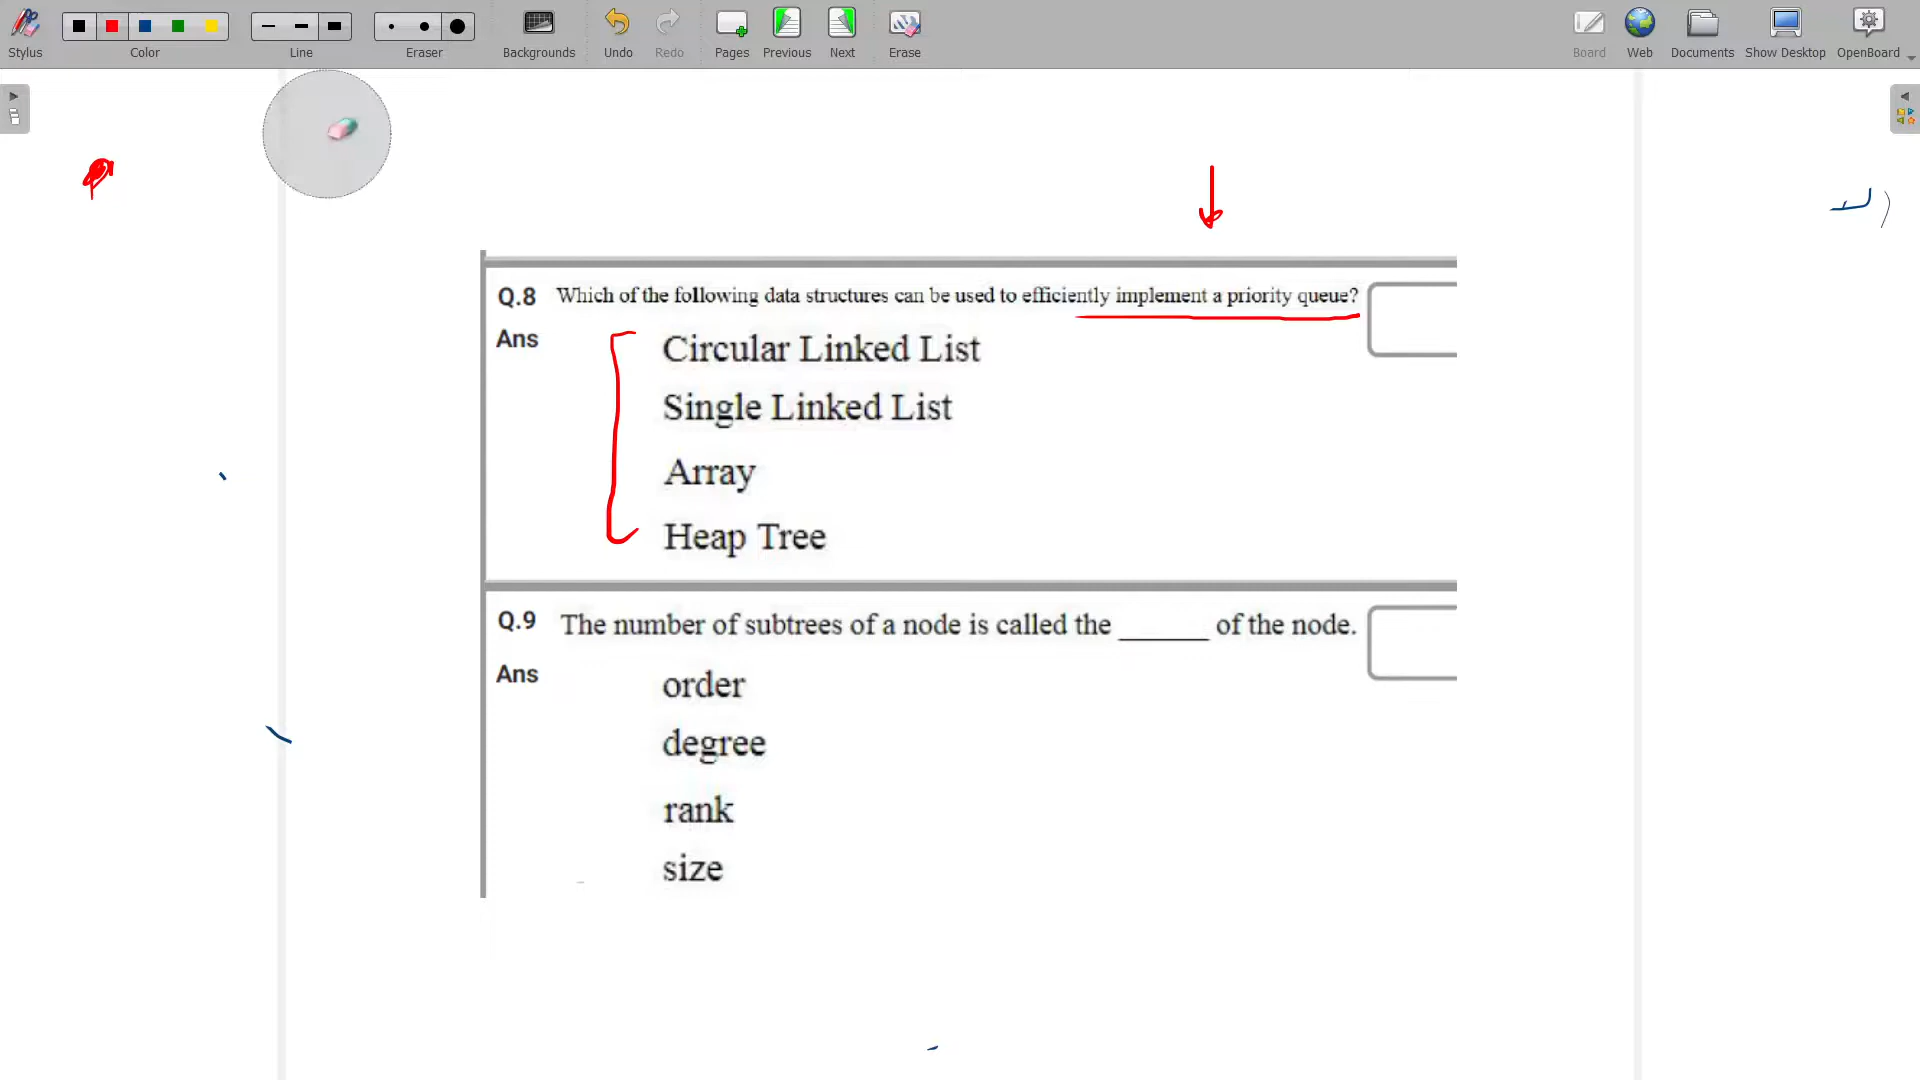 Stylus
Color
Line
Eraser
Backgrounds
Undo
Redo
Pages
Previous
Next
Erase
Board
Web
Documents
Show Desktop
OpenBoard
Q.8 Which of the following data structures can be used to efficiently implement a priority queue?
Ans
Circular Linked List
Single Linked List
Array
Heap Tree
Q.9 The number of subtrees of a node is called the ______ of the node.
Ans
order
degree
rank
size